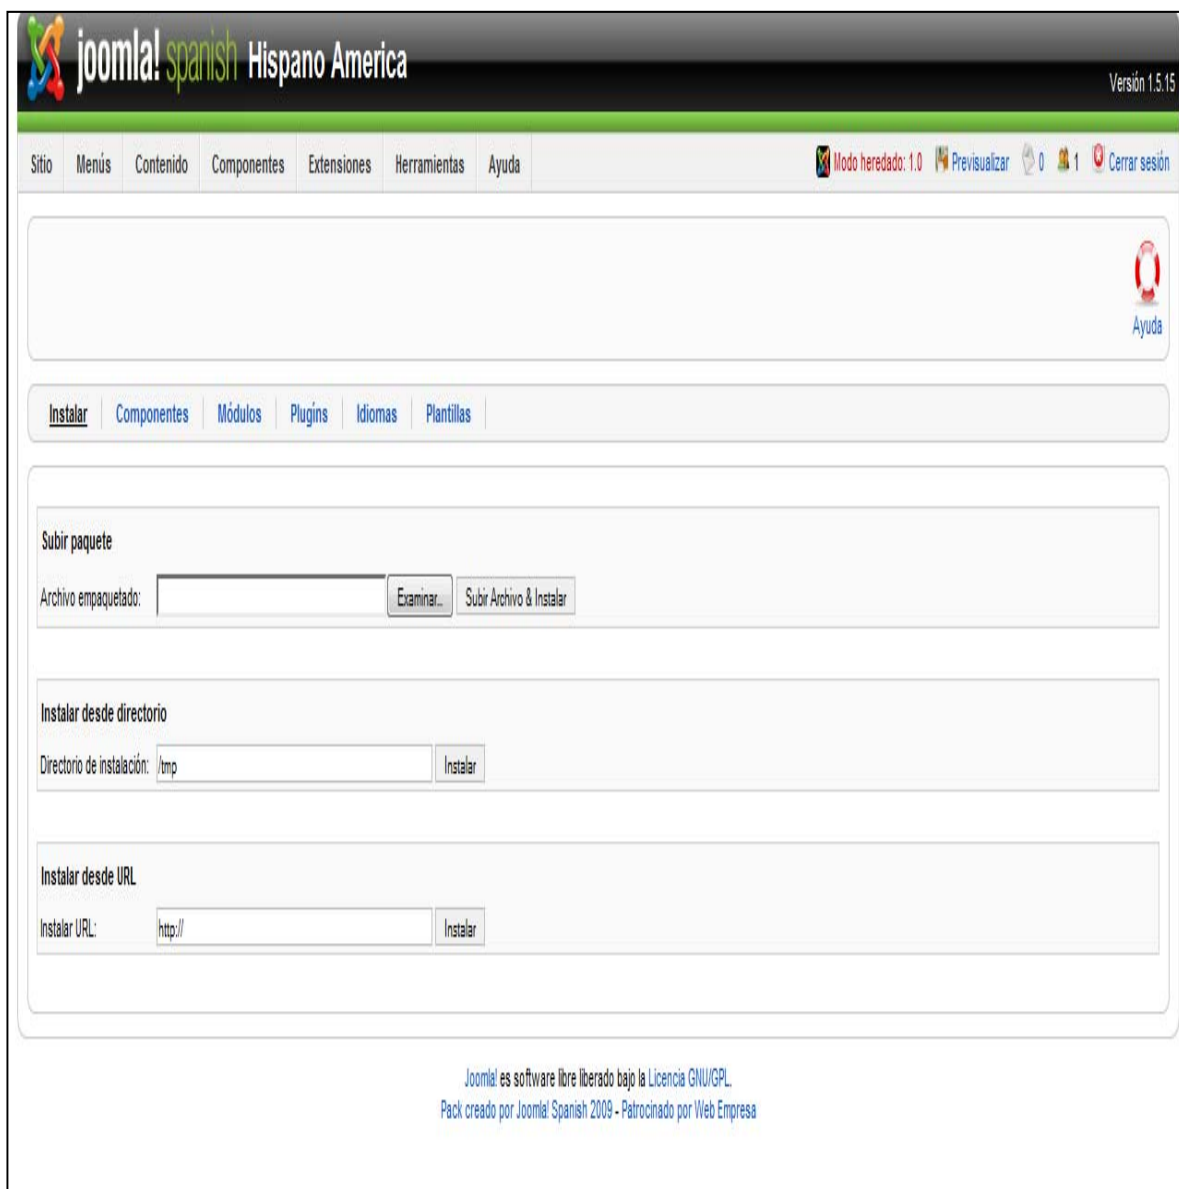 joomla! spanish Hispano America
Versión 1.5.15
Sitio Menús Contenido Componentes Extensiones Herramientas Ayuda Modo heredado: 1.0 Previsualizar 0 1 Cerrar sesión
Ayuda
Instalar Componentes Módulos Plugins Idiomas Plantillas
Subir paquete
Archivo empaquetado: Examinar... Subir Archivo & Instalar
Instalar desde directorio
Directorio de instalación: /tmp Instalar
Instalar desde URL
Instalar URL: http:// Instalar
Joomla! es software libre liberado bajo la Licencia GNU/GPL.
Pack creado por Joomla! Spanish 2009 - Patrocinado por Web Empresa